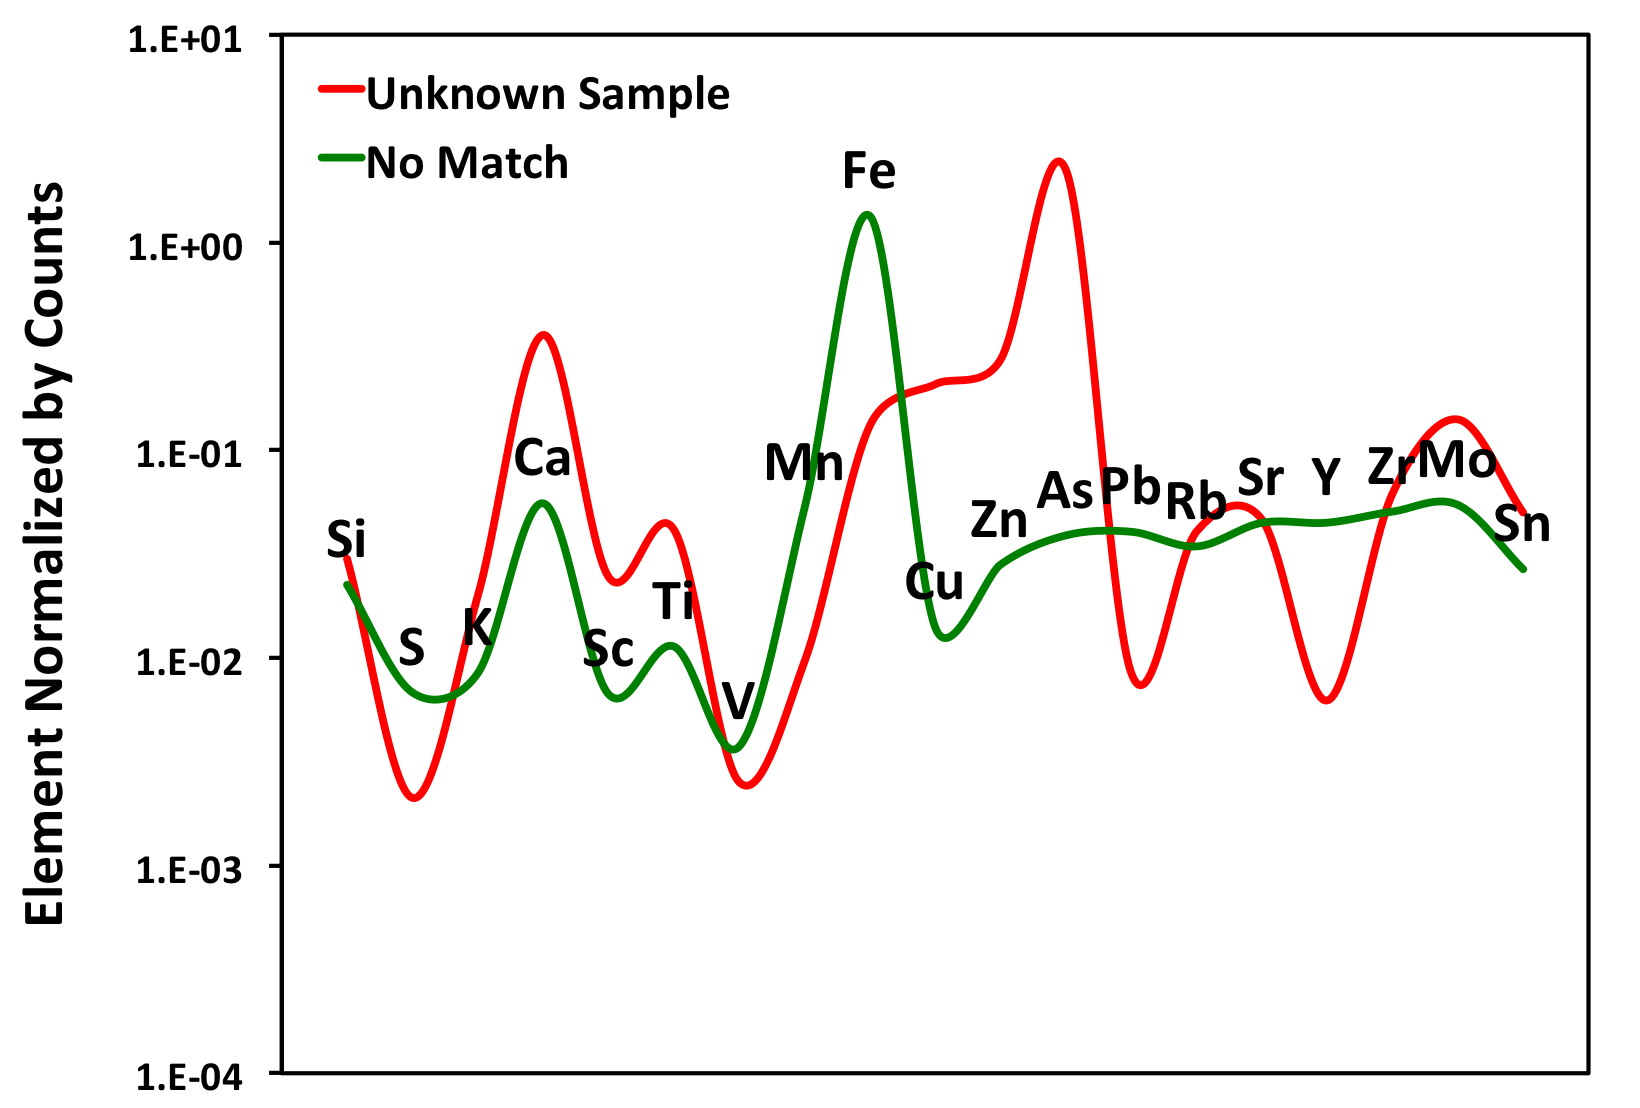 1.E+01
Unknown Sample
No Match
Fe
1.E+00
Element Normalized by Counts
1.E-01
Ca
Mn
As
Pb
Rb
Sr
Y
Zr
Mo
Si
Zn
Sn
Cu
Ti
K
S
Sc
1.E-02
V
1.E-03
1.E-04